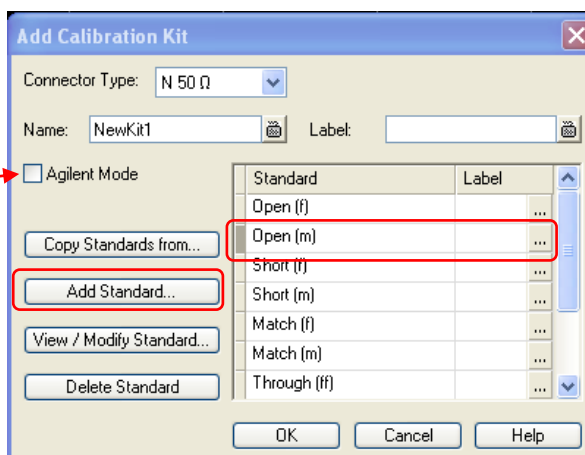 Add Calibration Kit
Connector Type: N 50 Ω
Name: NewKit1 Label:
Agilent Mode
Standard Label
Open (f) ...
Open (m) ...
Copy Standards from...
Short (f) ...
Add Standard...
Short (m) ...
Match (f) ...
View / Modify Standard...
Match (m) ...
Delete Standard
Through (ff) ...
OK Cancel Help